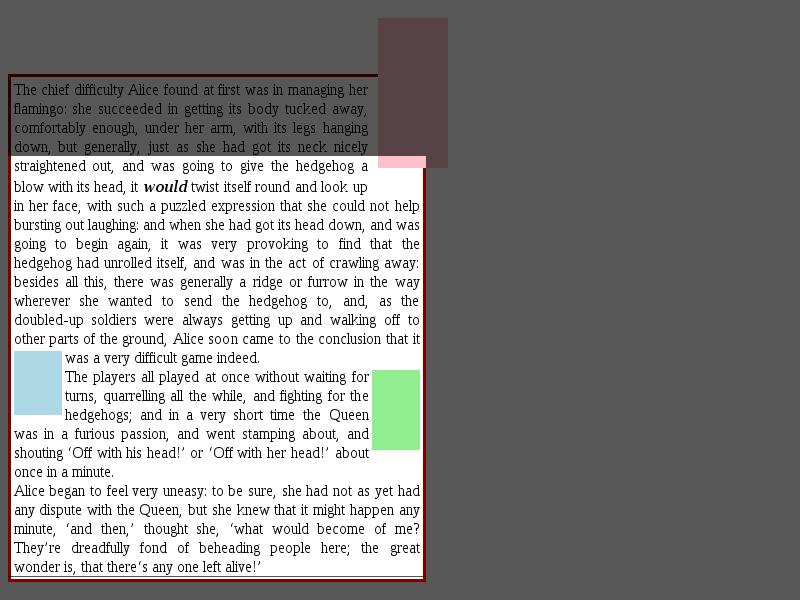 The chief difficulty Alice found at first was in managing her
flamingo: she succeeded in getting its body tucked away,
comfortably enough, under her arm, with its legs hanging
down, but generally, just as she had got its neck nicely
straightened out, and was going to give the hedgehog a
blow with its head, it would twist itself round and look up
in her face, with such a puzzled expression that she could not help
bursting out laughing: and when she had got its head down, and was
going to begin again, it was very provoking to find that the
hedgehog had unrolled itself, and was in the act of crawling away:
besides all this, there was generally a ridge or furrow in the way
wherever she wanted to send the hedgehog to, and, as the
doubled-up soldiers were always getting up and walking off to
other parts of the ground, Alice soon came to the conclusion that it
was a very difficult game indeed.
The players all played at once without waiting for
turns, quarrelling all the while, and fighting for the
hedgehogs; and in a very short time the Queen
was in a furious passion, and went stamping about, and
shouting ‘Off with his head!’ or ‘Off with her head!’ about
once in a minute.
Alice began to feel very uneasy: to be sure, she had not as yet had
any dispute with the Queen, but she knew that it might happen any
minute, ‘and then,’ thought she, ‘what would become of me?
They’re dreadfully fond of beheading people here; the great
wonder is, that there‘s any one left alive!’